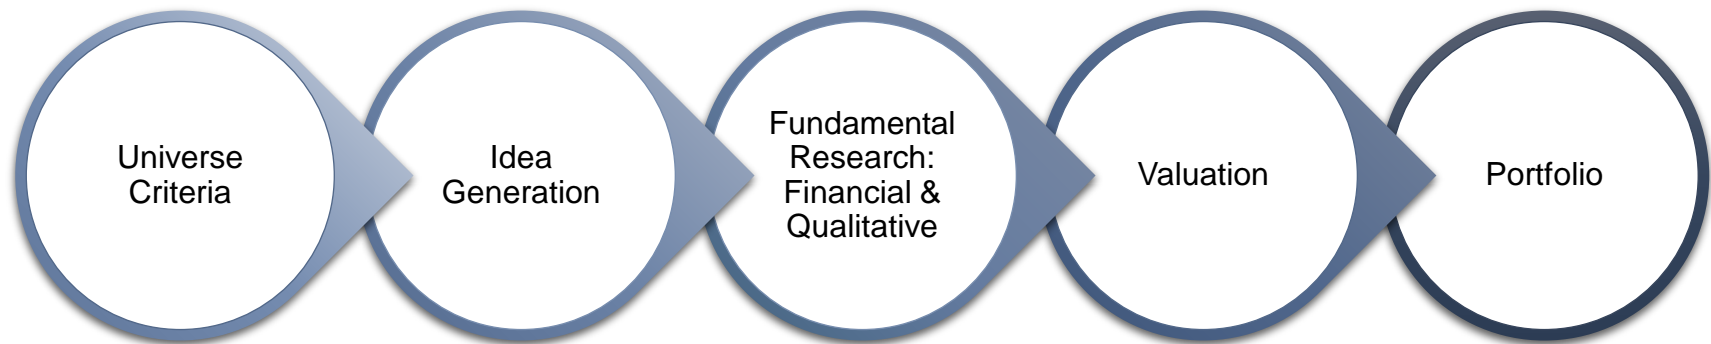 Universe
Criteria
Idea
Generation
Fundamental
Research:
Financial &
Qualitative
Valuation
Portfolio